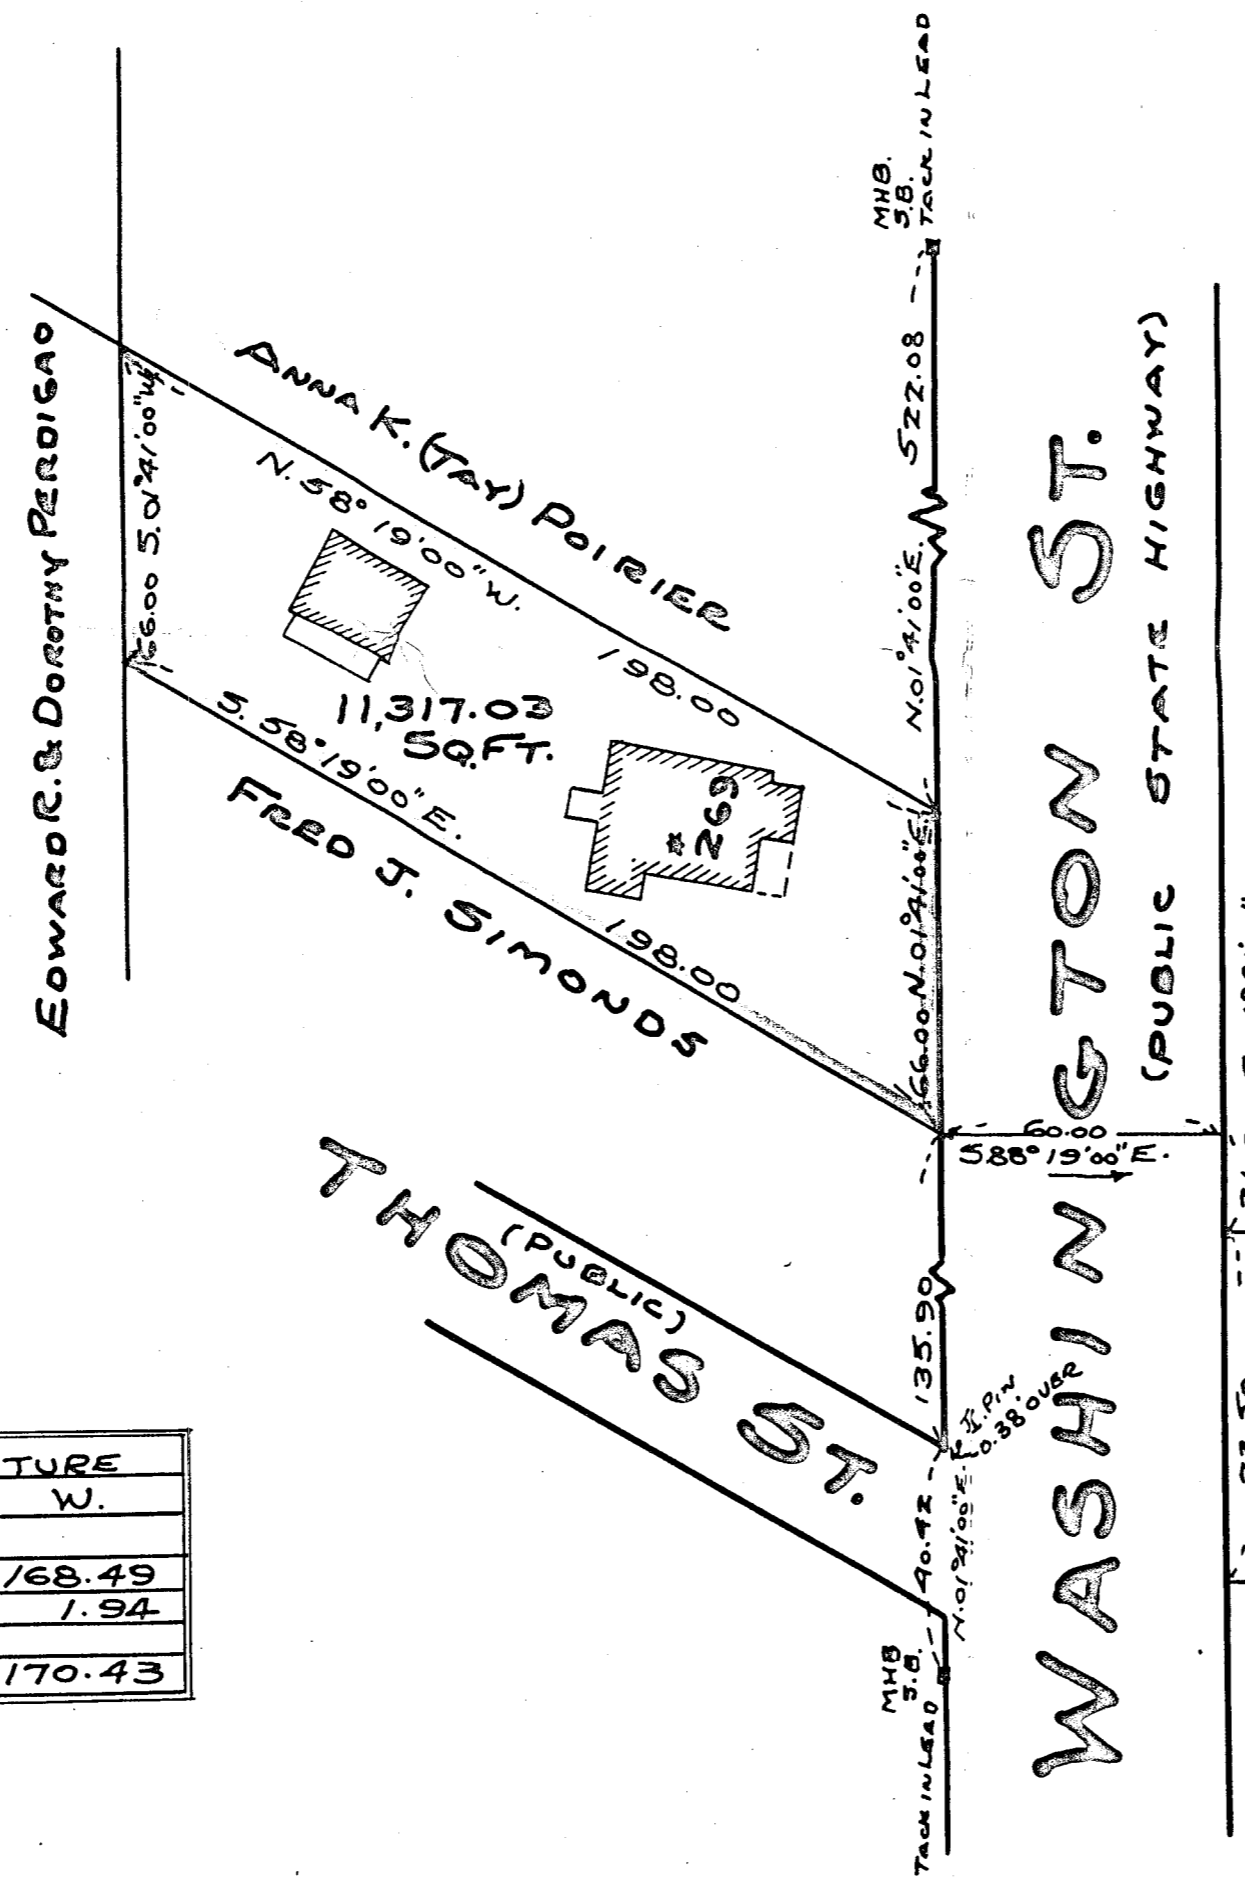 EDWARD R. & DOROTHY PERDIGAO
66.00 S.01°41'00"W.
ANNA K. (TAY) POIRIER
N.58°19'00"W.
198.00
11,317.03
SQ.FT.
S.58°19'00"E.
198.00
FRED J. SIMONDS
#269
MHB.
S.B.
TACK IN LEAD
522.08
N.01°41'00"E.
66.00 N.01°41'00"E.
WASHINGTON ST.
(PUBLIC STATE HIGHWAY)
60.00
S88°19'00"E.
THOMAS ST.
(PUBLIC)
135.90
I. PIN
0.38 OVER
40.42
N.01°41'00"E.
MHB
S.B.
TACK IN LEAD
TURE
W.
168.49
1.94
170.43